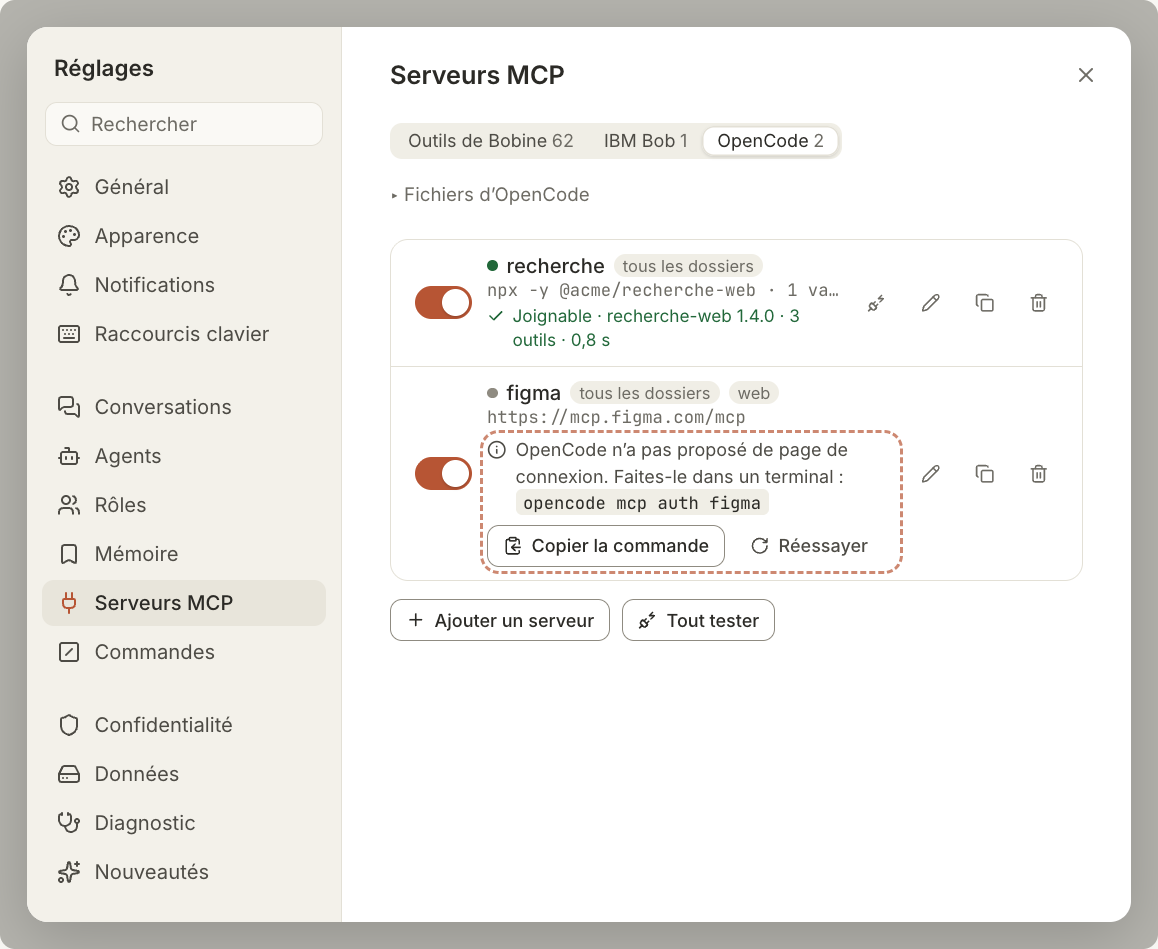 Réglages
Rechercher
Général
Apparence
Notifications
Raccourcis clavier
Conversations
Agents
Rôles
Mémoire
Serveurs MCP
Commandes
Confidentialité
Données
Diagnostic
Nouveautés
Serveurs MCP
Outils de Bobine 62 IBM Bob 1 OpenCode 2
Fichiers d’OpenCode
recherche tous les dossiers
npx -y @acme/recherche-web · 1 va…
Joignable · recherche-web 1.4.0 · 3
outils · 0,8 s
figma tous les dossiers web
https://mcp.figma.com/mcp
OpenCode n’a pas proposé de page de
connexion. Faites-le dans un terminal :
opencode mcp auth figma
Copier la commande Réessayer
Ajouter un serveur Tout tester